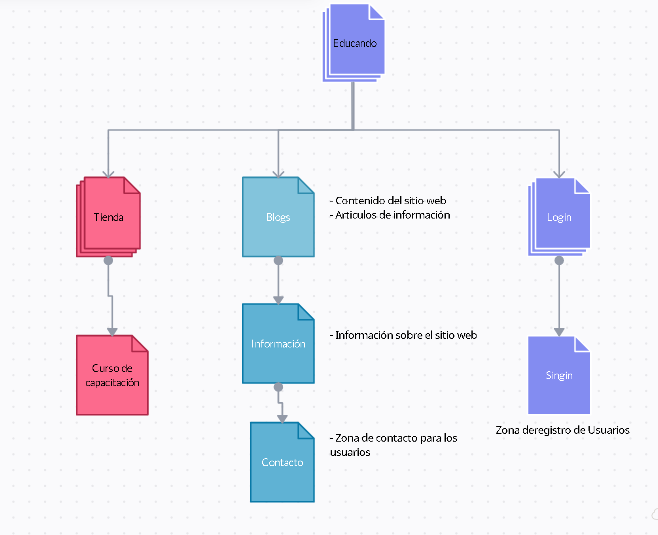 Educando
Tienda
Blogs
- Contenido del sitio web
- Articulos de información
Login
Curso de
capacitación
Información
- Información sobre el sitio web
Singin
Zona deregistro de Usuarios
Contacto
- Zona de contacto para los
usuarios